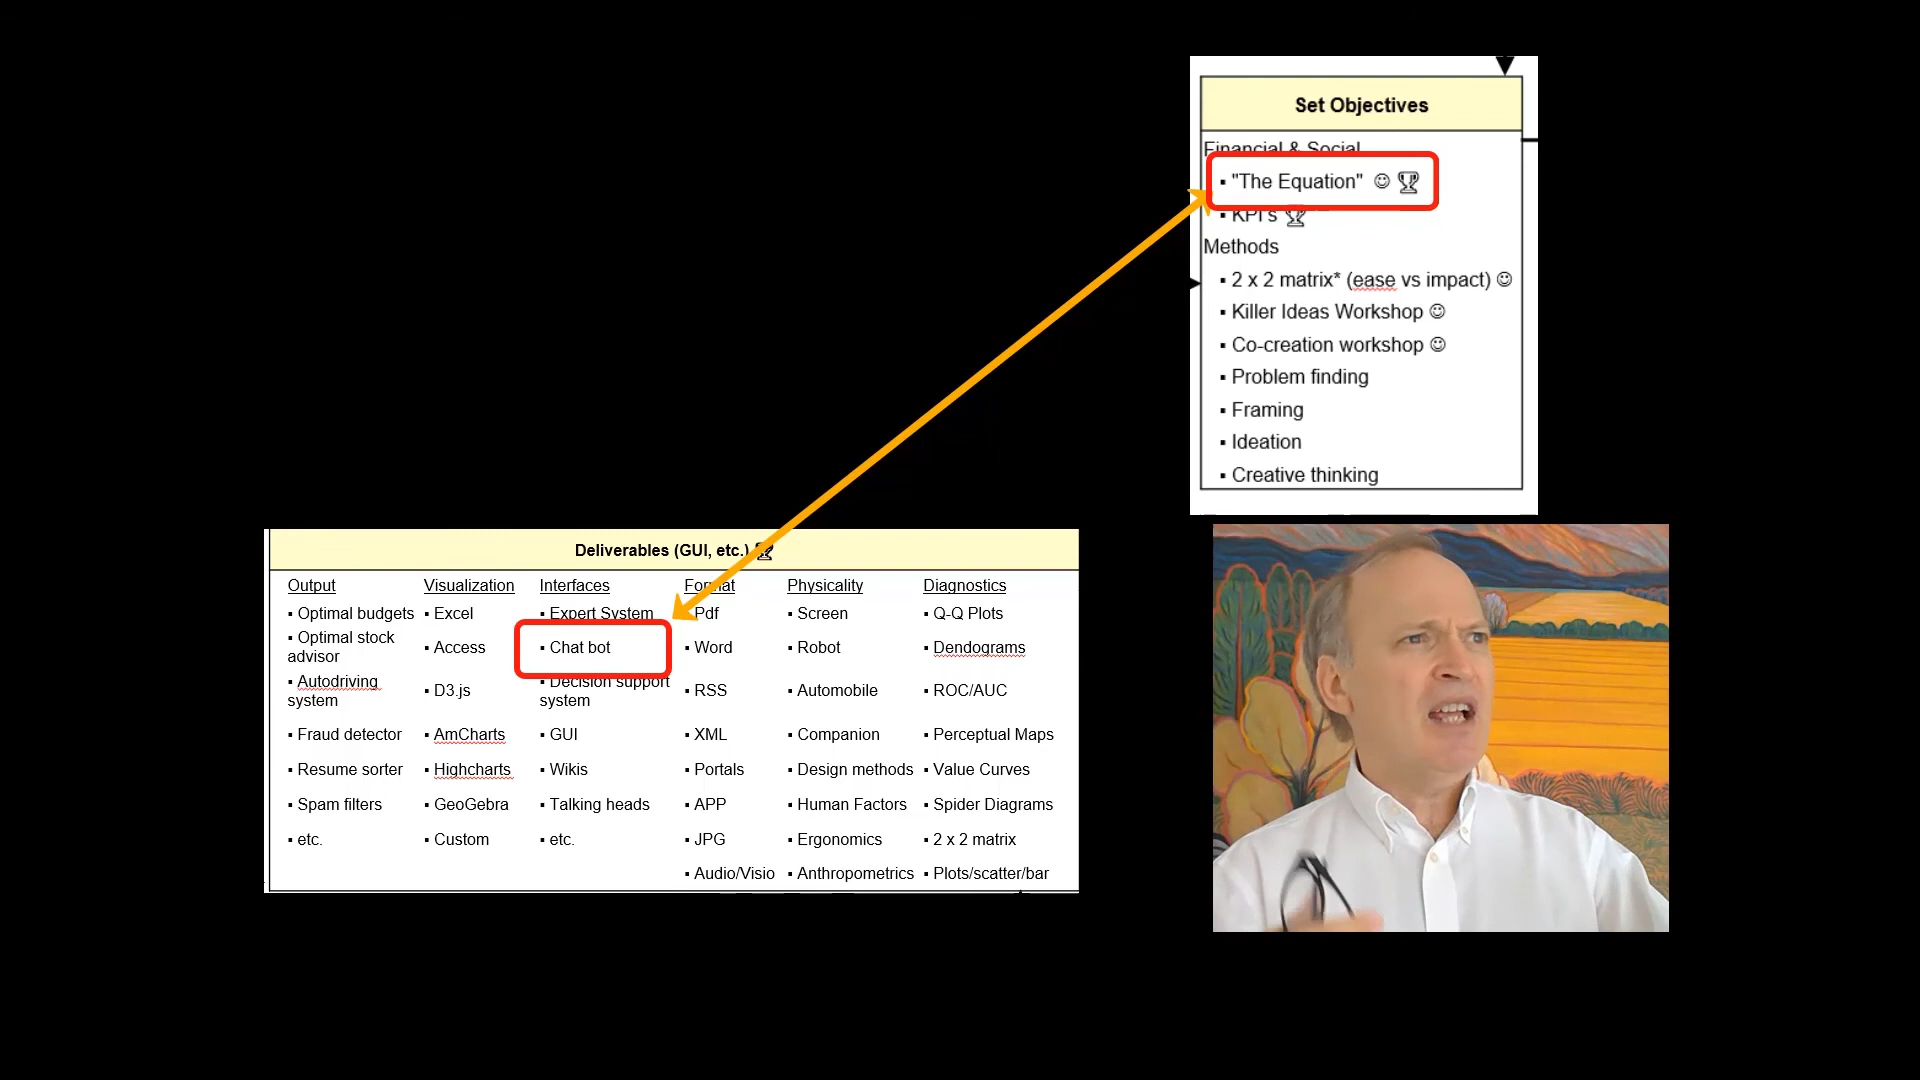 Set Objectives
Financial & Social
▪ "The Equation" ☺ 🏆
▪ KPI's 🏆
Methods
▪ 2 x 2 matrix* (ease vs impact) ☺
▪ Killer Ideas Workshop ☺
▪ Co-creation workshop ☺
▪ Problem finding
▪ Framing
▪ Ideation
▪ Creative thinking
Deliverables (GUI, etc.) 🏆
Output Visualization Interfaces Format Physicality Diagnostics
▪ Optimal budgets ▪ Excel ▪ Expert System ▪ Pdf ▪ Screen ▪ Q-Q Plots
▪ Optimal stock advisor ▪ Access ▪ Chat bot ▪ Word ▪ Robot ▪ Dendograms
▪ Autodriving system ▪ D3.js ▪ Decision support system ▪ RSS ▪ Automobile ▪ ROC/AUC
▪ Fraud detector ▪ AmCharts ▪ GUI ▪ XML ▪ Companion ▪ Perceptual Maps
▪ Resume sorter ▪ Highcharts ▪ Wikis ▪ Portals ▪ Design methods ▪ Value Curves
▪ Spam filters ▪ GeoGebra ▪ Talking heads ▪ APP ▪ Human Factors ▪ Spider Diagrams
▪ etc. ▪ Custom ▪ etc. ▪ JPG ▪ Ergonomics ▪ 2 x 2 matrix
▪ Audio/Visio ▪ Anthropometrics ▪ Plots/scatter/bar